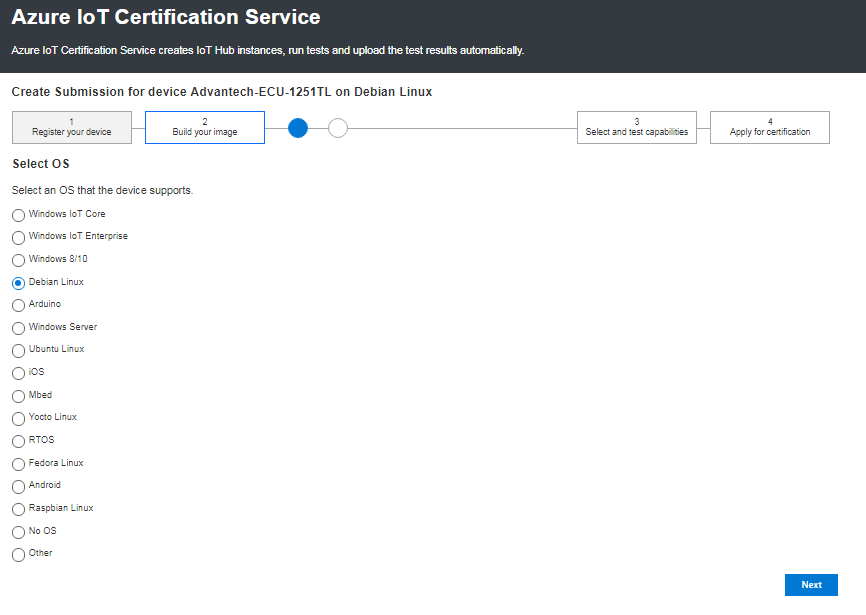 Azure IoT Certification Service
Azure IoT Certification Service creates IoT Hub instances, run tests and upload the test results automatically.
Create Submission for device Advantech-ECU-1251TL on Debian Linux
1
Register your device
2
Build your image
3
Select and test capabilities
4
Apply for certification
Select OS
Select an OS that the device supports.
Windows IoT Core
Windows IoT Enterprise
Windows 8/10
Debian Linux
Arduino
Windows Server
Ubuntu Linux
iOS
Mbed
Yocto Linux
RTOS
Fedora Linux
Android
Raspbian Linux
No OS
Other
Next